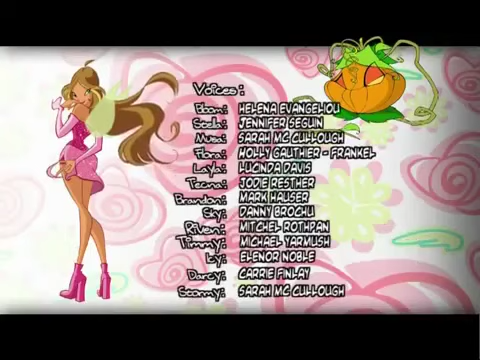 Voices:
Bloom: HELENA EVANGELIOU
Stella: JENNIFER SEGUIN
Musa: SARAH MC CULLOUGH
Flora: HOLLY GAUTHIER - FRANKEL
Layla: LUCINDA DAVIS
Tecna: JODIE RESTHER
Brandon: MARK HAUSER
Sky: DANNY BROCHU
Riven: MITCHEL ROTHPAN
Timmy: MICHAEL YARMUSH
Icy: ELENOR NOBLE
Darcy: CARRIE FINLAY
Stormy: SARAH MC CULLOUGH